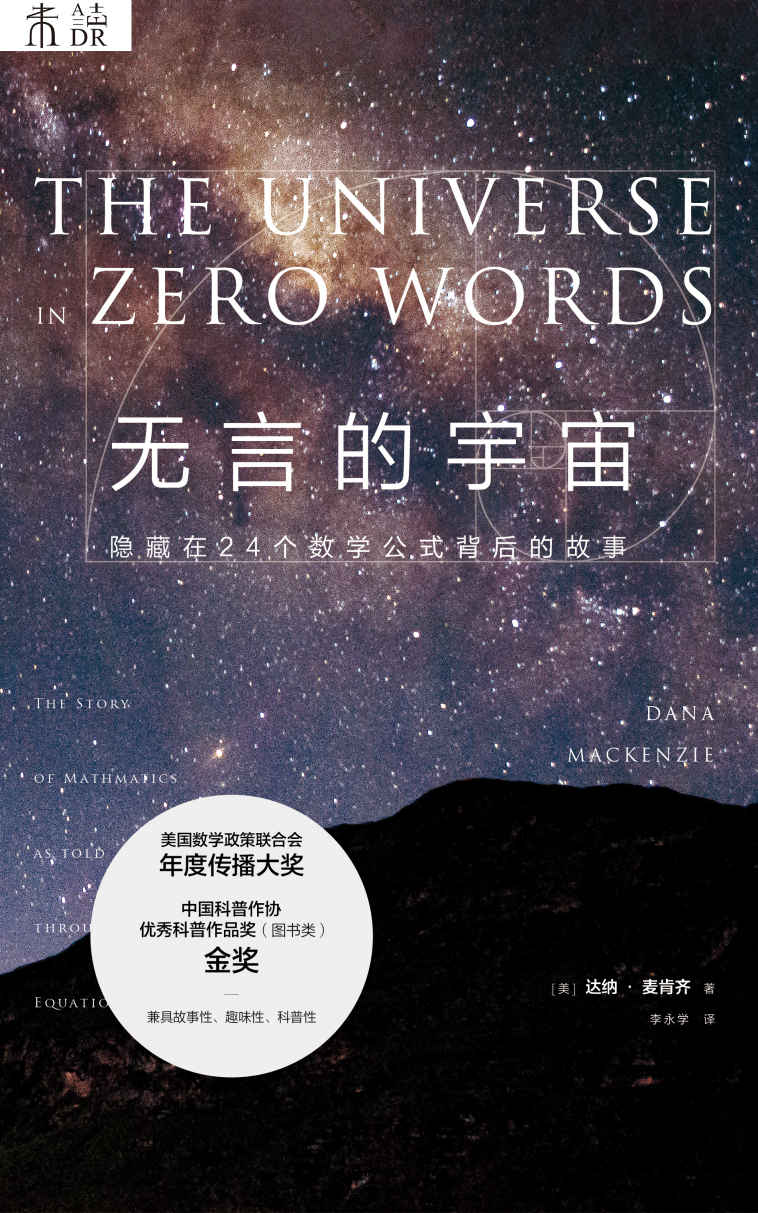 未读
A
DR
THE UNIVERSE
IN ZERO WORDS
无言的宇宙
隐藏在24个数学公式背后的故事
THE STORY
OF MATHMATICS
AS TOLD
THROU
EQUATIO
DANA
MACKENZIE
美国数学政策联合会
年度传播大奖
中国科普作协
优秀科普作品奖（图书类）
金奖
兼具故事性、趣味性、科普性
[美] 达纳·麦肯齐 著
李永学 译